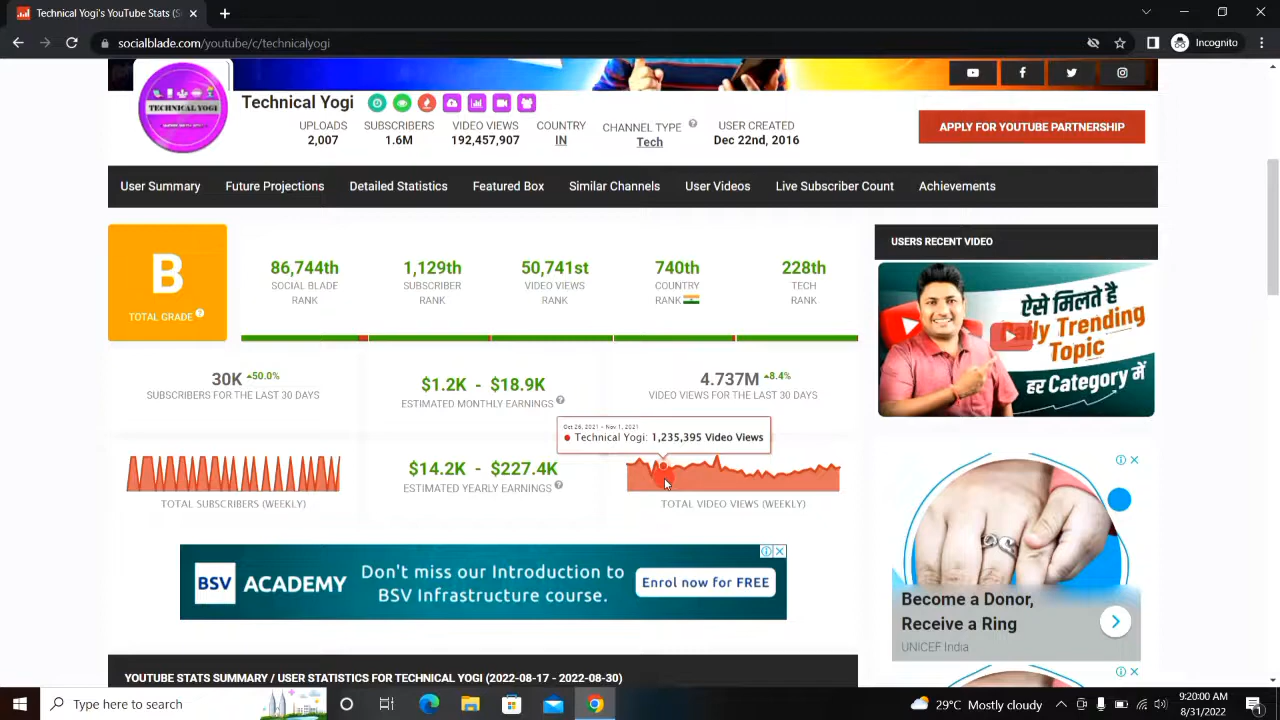 Technical Yogi's YouTube Stats (S
socialblade.com/youtube/c/technicalyogi
Incognito
TECHNICAL YOGI
Technical Yogi
UPLOADS SUBSCRIBERS VIDEO VIEWS COUNTRY CHANNEL TYPE USER CREATED
2,007 1.6M 192,457,907 IN Tech Dec 22nd, 2016
APPLY FOR YOUTUBE PARTNERSHIP
User Summary Future Projections Detailed Statistics Featured Box Similar Channels User Videos Live Subscriber Count Achievements
B
TOTAL GRADE
86,744th 1,129th 50,741st 740th 228th
SOCIAL BLADE SUBSCRIBER VIDEO VIEWS COUNTRY TECH
RANK RANK RANK RANK RANK
USERS RECENT VIDEO
ऐसे मिलते है
Daily Trending
Topic
हर Category में
30K 50.0%
SUBSCRIBERS FOR THE LAST 30 DAYS
$1.2K - $18.9K
ESTIMATED MONTHLY EARNINGS
4.737M 8.4%
VIDEO VIEWS FOR THE LAST 30 DAYS
Oct 26, 2021 - Nov 1, 2021
Technical Yogi: 1,235,395 Video Views
TOTAL SUBSCRIBERS (WEEKLY)
$14.2K - $227.4K
ESTIMATED YEARLY EARNINGS
TOTAL VIDEO VIEWS (WEEKLY)
BSV ACADEMY
Don't miss our Introduction to
BSV Infrastructure course.
Enrol now for FREE
Become a Donor,
Receive a Ring
UNICEF India
YOUTUBE STATS SUMMARY / USER STATISTICS FOR TECHNICAL YOGI (2022-08-17 - 2022-08-30)
Type here to search
29°C Mostly cloudy
9:20:00 AM
8/31/2022
1